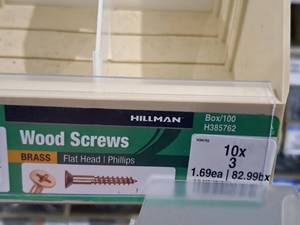 HILLMAN
Box/100
H385762
Wood Screws
BRASS Flat Head / Phillips
10x
3
1.69ea | 82.99bx